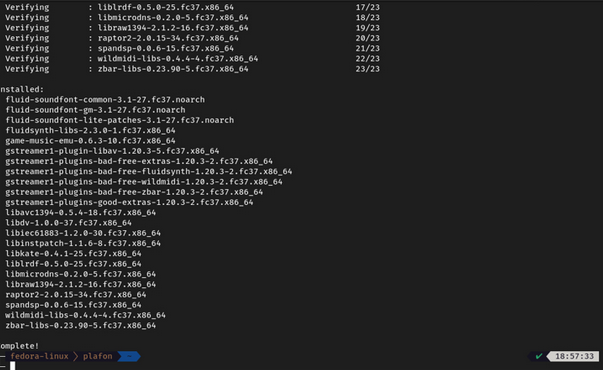 Verifying : liblrdf-0.5.0-25.fc37.x86_64 17/23
Verifying : libmicrodns-0.2.0-5.fc37.x86_64 18/23
Verifying : libraw1394-2.1.2-16.fc37.x86_64 19/23
Verifying : raptor2-2.0.15-34.fc37.x86_64 20/23
Verifying : spandsp-0.0.6-15.fc37.x86_64 21/23
Verifying : wildmidi-libs-0.4.4-4.fc37.x86_64 22/23
Verifying : zbar-libs-0.23.90-5.fc37.x86_64 23/23
nstalled:
fluid-soundfont-common-3.1-27.fc37.noarch
fluid-soundfont-gm-3.1-27.fc37.noarch
fluid-soundfont-lite-patches-3.1-27.fc37.noarch
fluidsynth-libs-2.3.0-1.fc37.x86_64
game-music-emu-0.6.3-10.fc37.x86_64
gstreamer1-plugin-libav-1.20.3-5.fc37.x86_64
gstreamer1-plugins-bad-free-extras-1.20.3-2.fc37.x86_64
gstreamer1-plugins-bad-free-fluidsynth-1.20.3-2.fc37.x86_64
gstreamer1-plugins-bad-free-wildmidi-1.20.3-2.fc37.x86_64
gstreamer1-plugins-bad-free-zbar-1.20.3-2.fc37.x86_64
gstreamer1-plugins-good-extras-1.20.3-2.fc37.x86_64
libavc1394-0.5.4-18.fc37.x86_64
libdv-1.0.0-37.fc37.x86_64
libiec61883-1.2.0-30.fc37.x86_64
libinstpatch-1.1.6-8.fc37.x86_64
libkate-0.4.1-25.fc37.x86_64
liblrdf-0.5.0-25.fc37.x86_64
libmicrodns-0.2.0-5.fc37.x86_64
libraw1394-2.1.2-16.fc37.x86_64
raptor2-2.0.15-34.fc37.x86_64
spandsp-0.0.6-15.fc37.x86_64
wildmidi-libs-0.4.4-4.fc37.x86_64
zbar-libs-0.23.90-5.fc37.x86_64
omplete!
fedora-linux plafon ~ ✔ 18:57:33